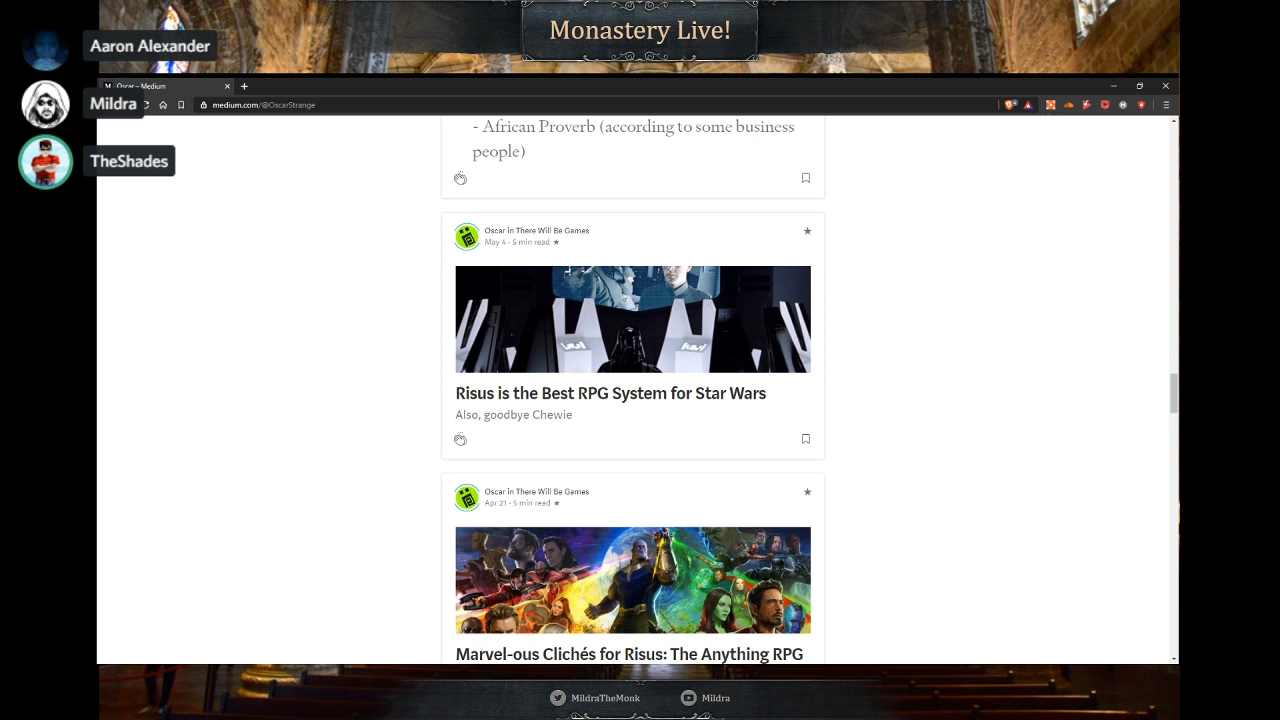 Monastery Live!
Aaron Alexander
Mildra
TheShades
Oscar – Medium
medium.com/@OscarStrange
- African Proverb (according to some business
people)
Oscar in There Will Be Games
May 4 · 5 min read ★
Risus is the Best RPG System for Star Wars
Also, goodbye Chewie
Oscar in There Will Be Games
Apr 21 · 5 min read ★
Marvel-ous Clichés for Risus: The Anything RPG
MildraTheMonk
Mildra